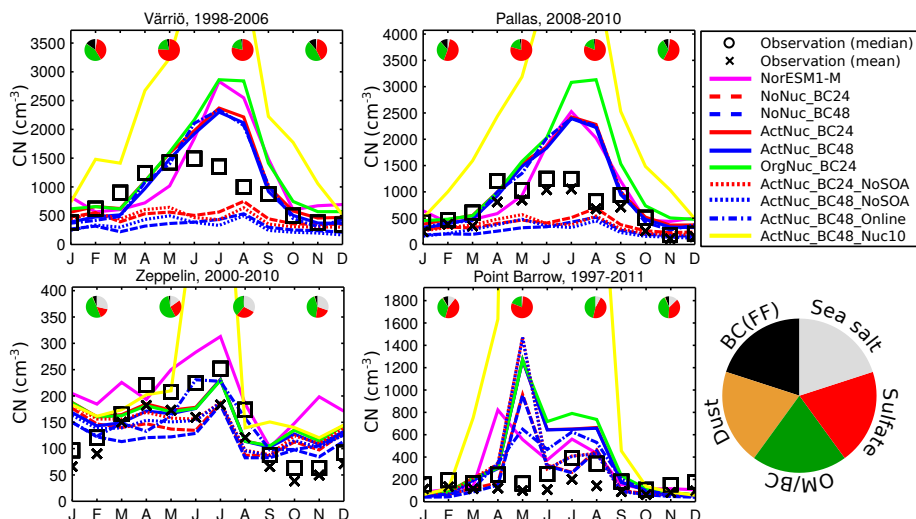 Värriö, 1998-2006
CN (cm⁻³)
3500
3000
2500
2000
1500
1000
500
0
J F M A M J J A S O N D
Pallas, 2008-2010
CN (cm⁻³)
4000
3500
3000
2500
2000
1500
1000
500
0
J F M A M J J A S O N D
Observation (median)
Observation (mean)
NorESM1-M
NoNuc_BC24
NoNuc_BC48
ActNuc_BC24
ActNuc_BC48
OrgNuc_BC24
ActNuc_BC24_NoSOA
ActNuc_BC48_NoSOA
ActNuc_BC48_Online
ActNuc_BC48_Nuc10
Zeppelin, 2000-2010
CN (cm⁻³)
400
350
300
250
200
150
100
50
0
J F M A M J J A S O N D
Point Barrow, 1997-2011
CN (cm⁻³)
1800
1600
1400
1200
1000
800
600
400
200
0
J F M A M J J A S O N D
BC(FF)
Sea salt
Dust
Sulfate
OM/BC